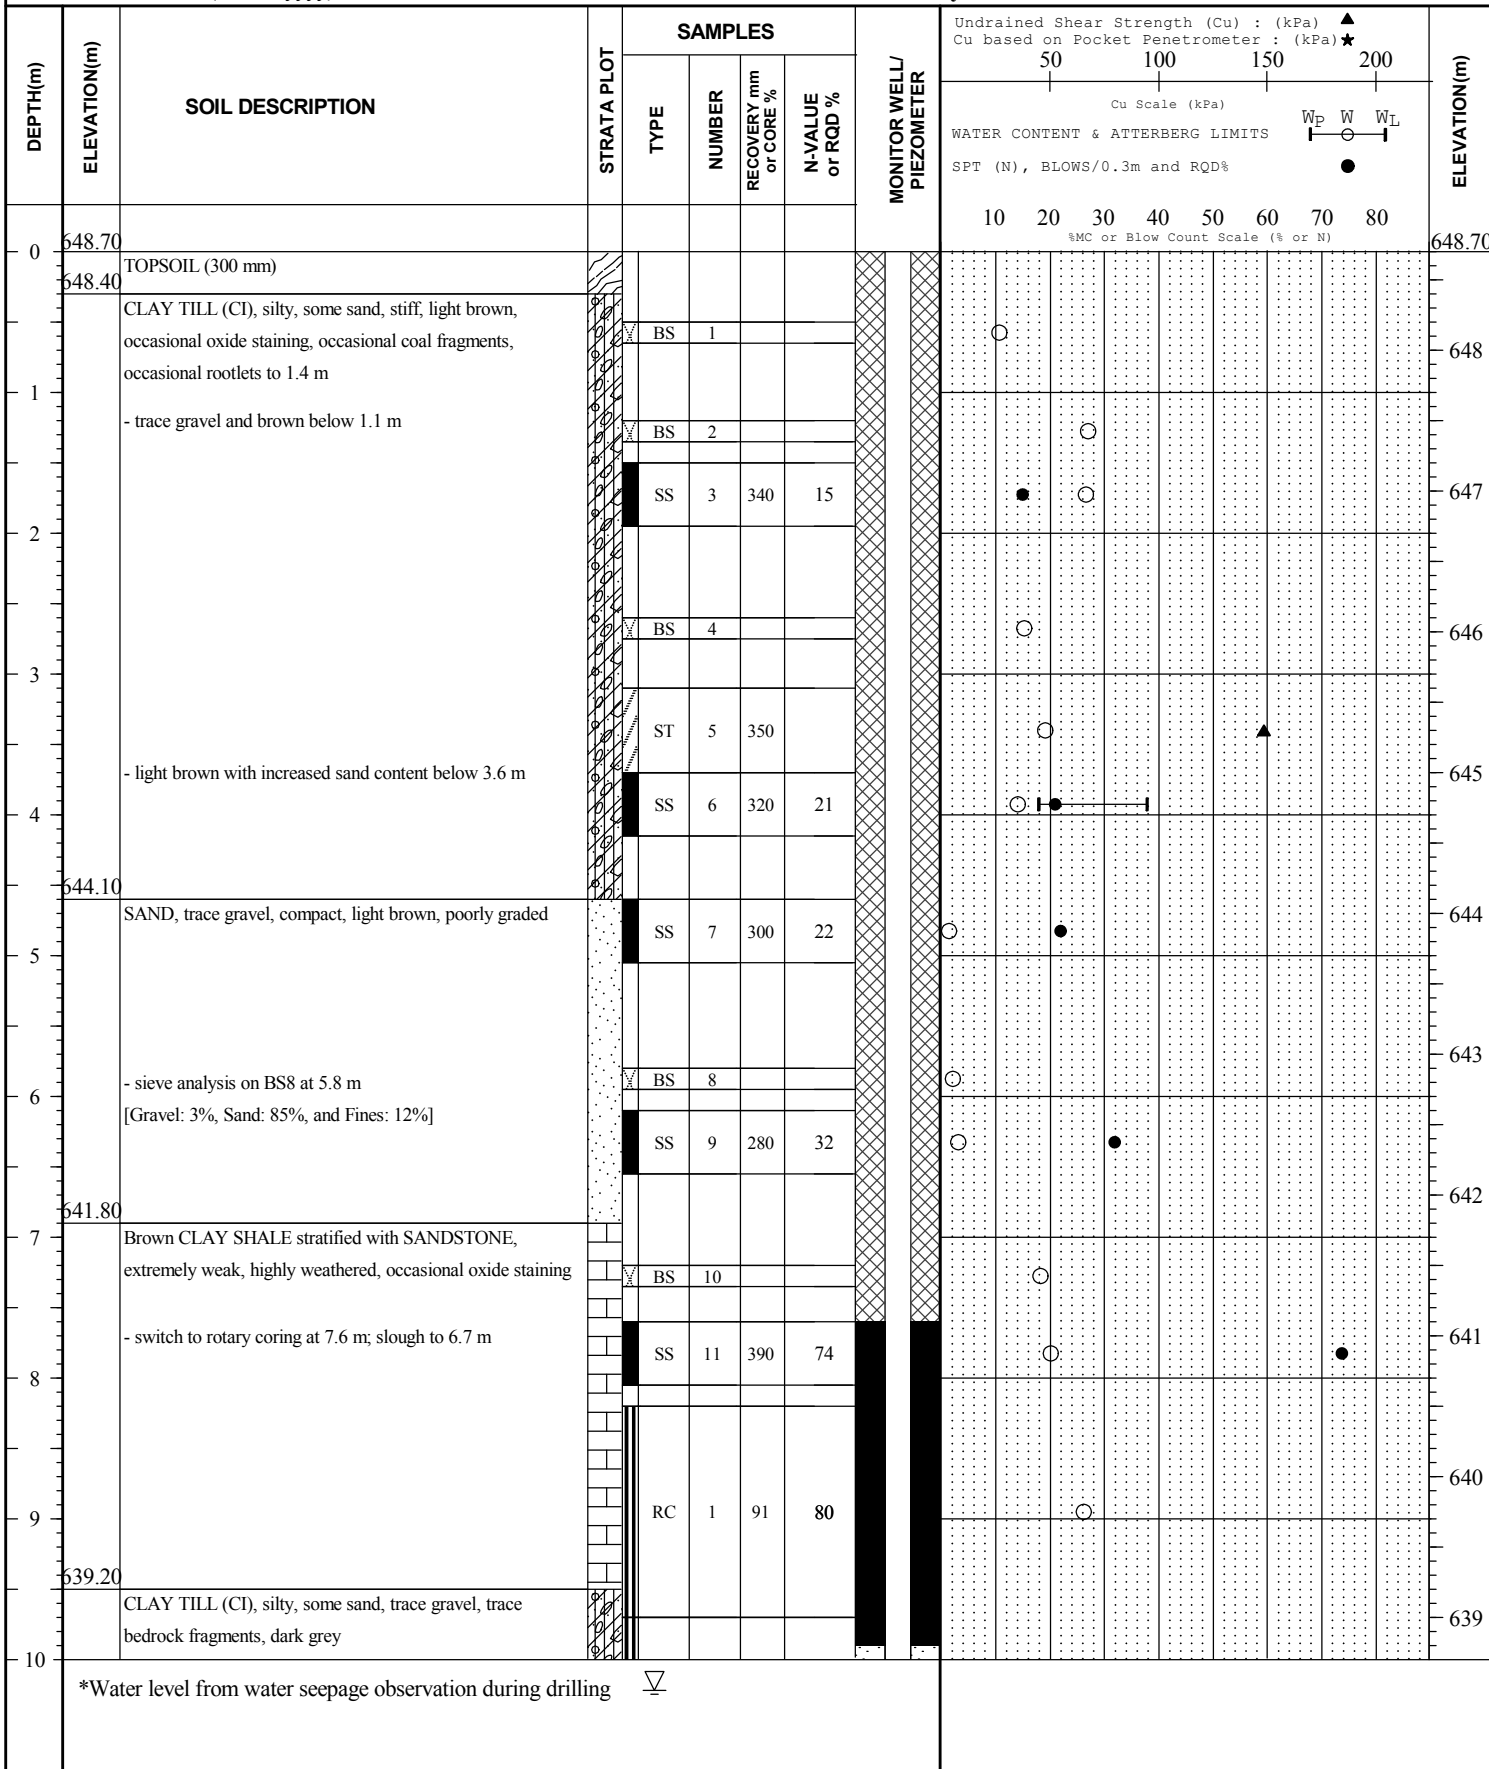 Undrained Shear Strength (Cu) : (kPa)
Cu based on Pocket Penetrometer : (kPa)
50 100 150 200
Cu Scale (kPa)
WATER CONTENT & ATTERBERG LIMITS
WP W WL
SPT (N), BLOWS/0.3m and RQD%
10 20 30 40 50 60 70 80
%MC or Blow Count Scale (% or N)
DEPTH(m)
ELEVATION(m)
SOIL DESCRIPTION
STRATA PLOT
SAMPLES
TYPE
NUMBER
RECOVERY mm
or CORE %
N-VALUE
or RQD %
MONITOR WELL/
PIEZOMETER
ELEVATION(m)
648.70
648.70
0
TOPSOIL (300 mm)
648.40
CLAY TILL (CI), silty, some sand, stiff, light brown,
occasional oxide staining, occasional coal fragments,
occasional rootlets to 1.4 m
BS 1
648
1
- trace gravel and brown below 1.1 m
BS 2
SS 3 340 15
647
2
BS 4
646
3
ST 5 350
- light brown with increased sand content below 3.6 m
645
SS 6 320 21
4
644.10
SAND, trace gravel, compact, light brown, poorly graded
644
SS 7 300 22
5
643
- sieve analysis on BS8 at 5.8 m
BS 8
6
[Gravel: 3%, Sand: 85%, and Fines: 12%]
SS 9 280 32
642
641.80
7
Brown CLAY SHALE stratified with SANDSTONE,
extremely weak, highly weathered, occasional oxide staining
BS 10
- switch to rotary coring at 7.6 m; slough to 6.7 m
641
SS 11 390 74
8
640
RC 1 91 80
9
639.20
CLAY TILL (CI), silty, some sand, trace gravel, trace
bedrock fragments, dark grey
639
10
*Water level from water seepage observation during drilling